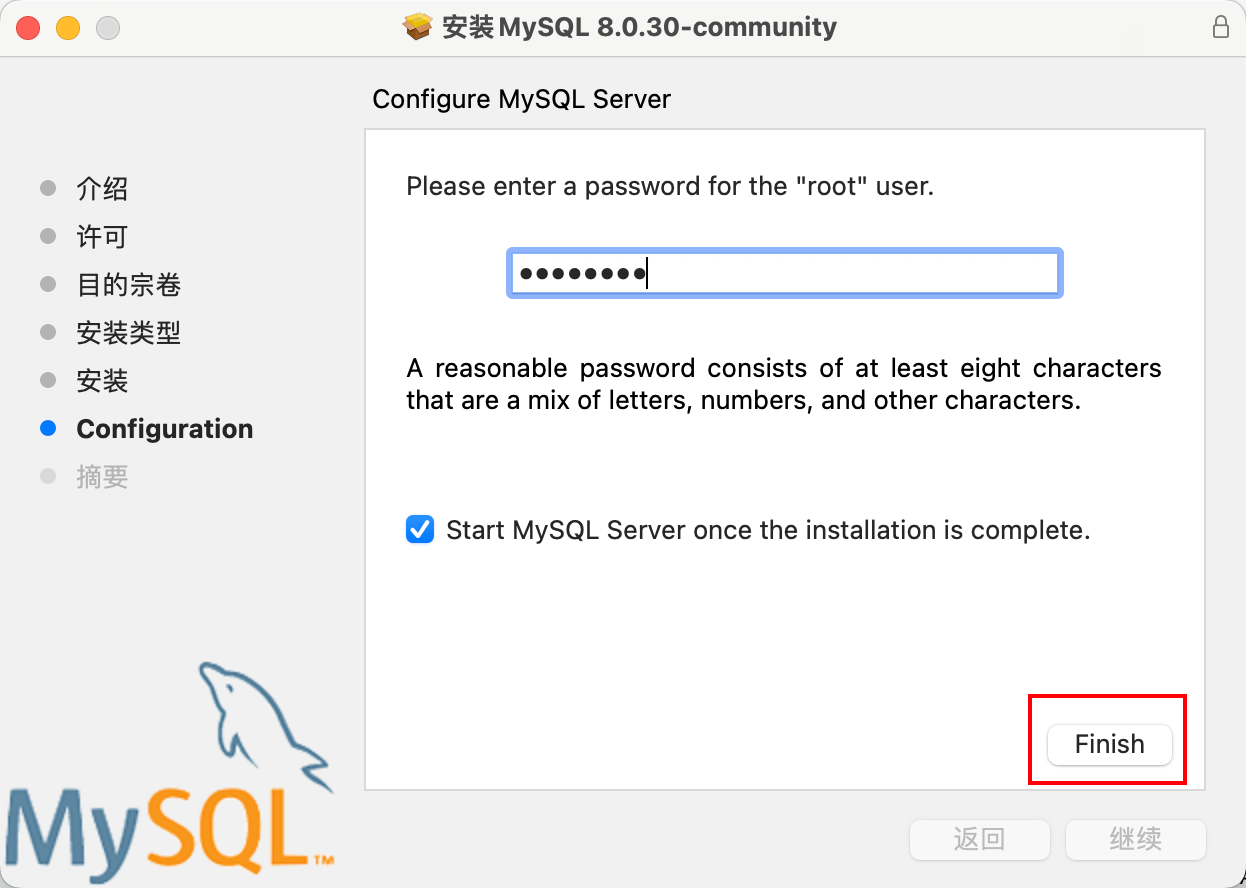 安装 MySQL 8.0.30-community
Configure MySQL Server
介绍
许可
目的宗卷
安装类型
安装
Configuration
摘要
Please enter a password for the "root" user.
••••••••
A reasonable password consists of at least eight characters
that are a mix of letters, numbers, and other characters.
Start MySQL Server once the installation is complete.
Finish
MySQL™
返回
继续